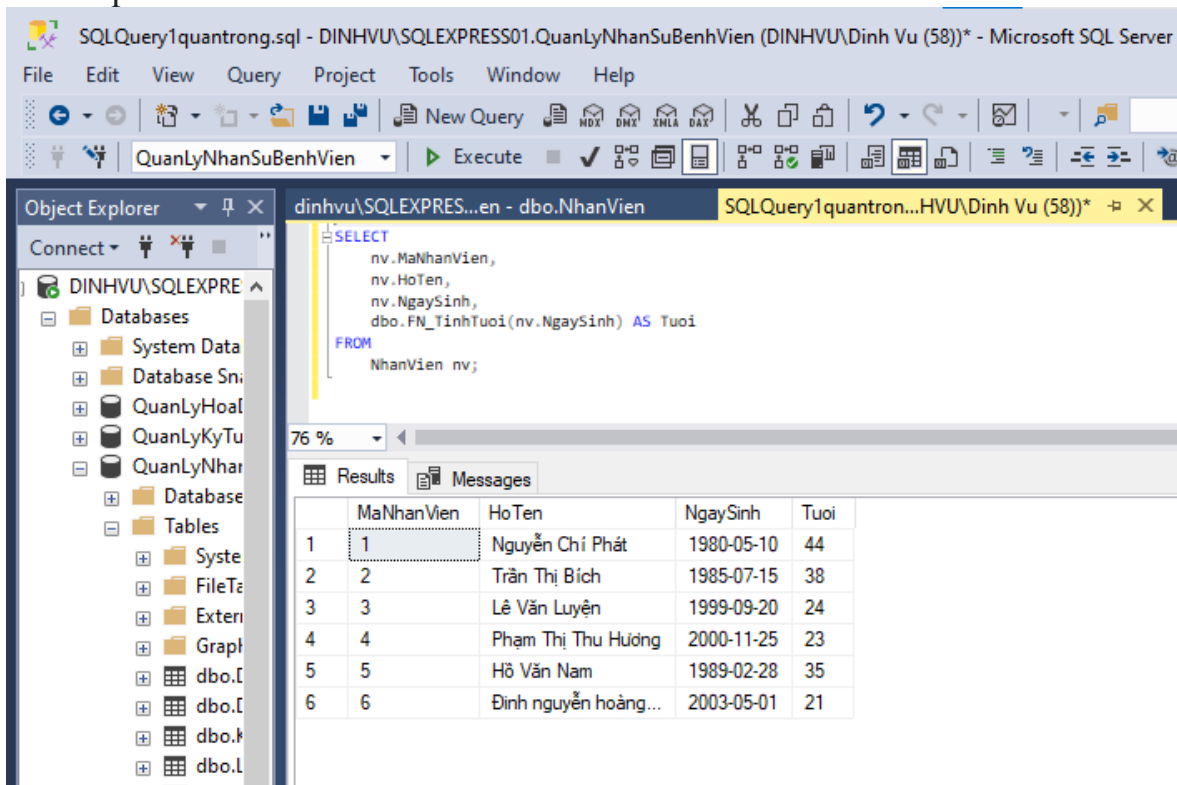 SQLQuery1quantrong.sql - DINHVU\SQLEXPRESS01.QuanLyNhanSuBenhVien (DINHVU\Dinh Vu (58))* - Microsoft SQL Server
File Edit View Query Project Tools Window Help
New Query MDX DMX XMLA DAX
QuanLyNhanSuBenhVien Execute
Object Explorer dinhvu\SQLEXPRES...en - dbo.NhanVien SQLQuery1quantron...HVU\Dinh Vu (58))*
Connect
DINHVU\SQLEXPRE
Databases
System Data
Database Sna
QuanLyHoaD
QuanLyKyTu
QuanLyNhan
Database
Tables
Syste
FileTa
Extern
Graph
dbo.D
dbo.D
dbo.K
dbo.L
SELECT
nv.MaNhanVien,
nv.HoTen,
nv.NgaySinh,
dbo.FN_TinhTuoi(nv.NgaySinh) AS Tuoi
FROM
NhanVien nv;
76 %
Results Messages
MaNhanVien HoTen NgaySinh Tuoi
1 1 Nguyễn Chí Phát 1980-05-10 44
2 2 Trần Thị Bích 1985-07-15 38
3 3 Lê Văn Luyện 1999-09-20 24
4 4 Phạm Thị Thu Hương 2000-11-25 23
5 5 Hồ Văn Nam 1989-02-28 35
6 6 Đinh nguyễn hoàng... 2003-05-01 21